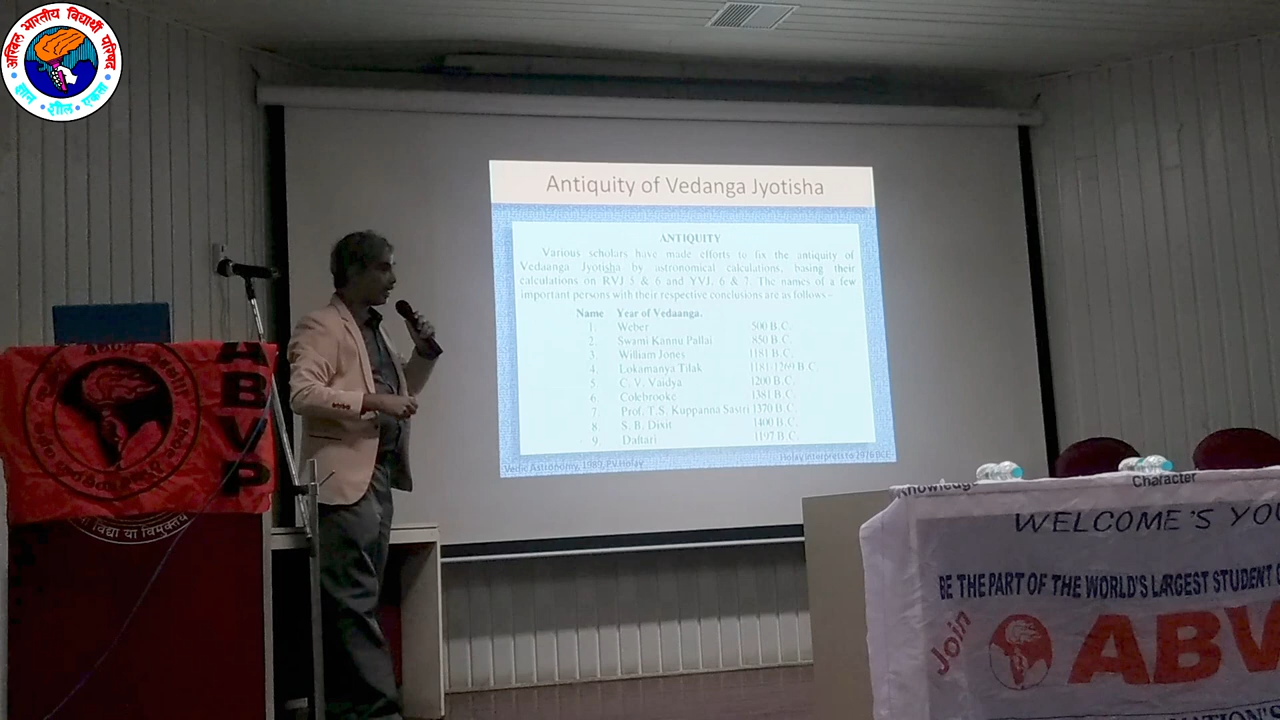 अखिल भारतीय विद्यार्थी परिषद
ज्ञान • शील • एकता
Antiquity of Vedanga Jyotisha
ANTIQUITY
Various scholars have made efforts to fix the antiquity of
Vedaanga Jyotisha by astronomical calculations, basing their
calculations on RVJ 5 & 6 and YVJ. 6 & 7. The names of a few
important persons with their respective conclusions are as follows -
Name Year of Vedaanga.
1. Weber 500 B.C.
2. Swami Kannu Pallai 850 B.C.
3. William Jones 1181 B.C.
4. Lokamanya Tilak 1181/1269 B.C.
5. C. V. Vaidya 1200 B.C.
6. Colebrooke 1381 B.C.
7. Prof. T.S. Kuppanna Sastri 1370 B.C.
8. S. B. Dixit 1400 B.C.
9. Daftari 1197 B.C.
Vedic Astronomy, 1989, P.V.Holay
Holay interprets to 2976 BCE
ABVP
विद्या या विमुक्तये
Knowledge
Character
WELCOME'S YOU
BE THE PART OF THE WORLD'S LARGEST STUDENT
Join
ABV